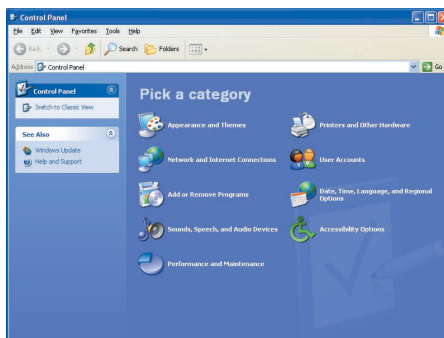 Control Panel
File Edit View Favorites Tools Help
Back Search Folders
Address Control Panel Go
Control Panel
Switch to Classic View
See Also
Windows Update
Help and Support
Pick a category
Appearance and Themes
Printers and Other Hardware
Network and Internet Connections
User Accounts
Add or Remove Programs
Date, Time, Language, and Regional
Options
Sounds, Speech, and Audio Devices
Accessibility Options
Performance and Maintenance